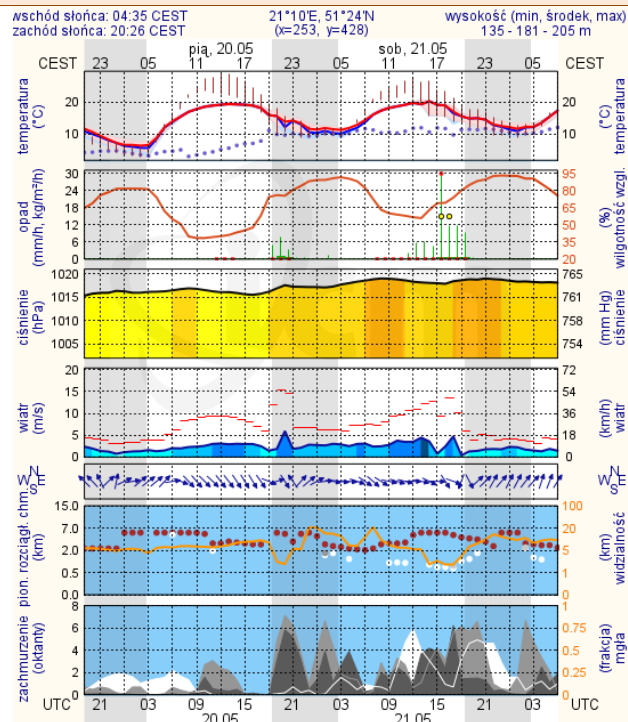 wschód słońca: 04:35 CEST 21°10'E, 51°24'N wysokość (min, środek, max)
zachód słońca: 20:26 CEST (x=253, y=428) 135 - 181 - 205 m
pią, 20.05 sob, 21.05
CEST 23 05 11 17 23 05 11 17 23 05 CEST
temperatura (°C)
20
10
20
10
temperatura (°C)
opad (mm/h, kg/m²/h)
30
24
18
12
6
0
95
80
65
50
35
20
(%) wilgotność wzgl.
ciśnienie (hPa)
1020
1015
1010
1005
765
761
758
754
(mm Hg) ciśnienie
wiatr (m/s)
20
15
10
5
0
72
54
36
18
0
(km/h) wiatr
N
W E
S
N
W E
S
pion. rozciągł. chm. (km)
15.0
7.0
2.0
0.5
0.0
100
20
5
1
0
(km) widzialność
zachmurzenie (oktanty)
8
6
4
2
0
1
0.75
0.5
0.25
0
(frakcja) mgła
UTC 21 03 09 15 21 03 09 15 21 03 UTC
20.05 21.05